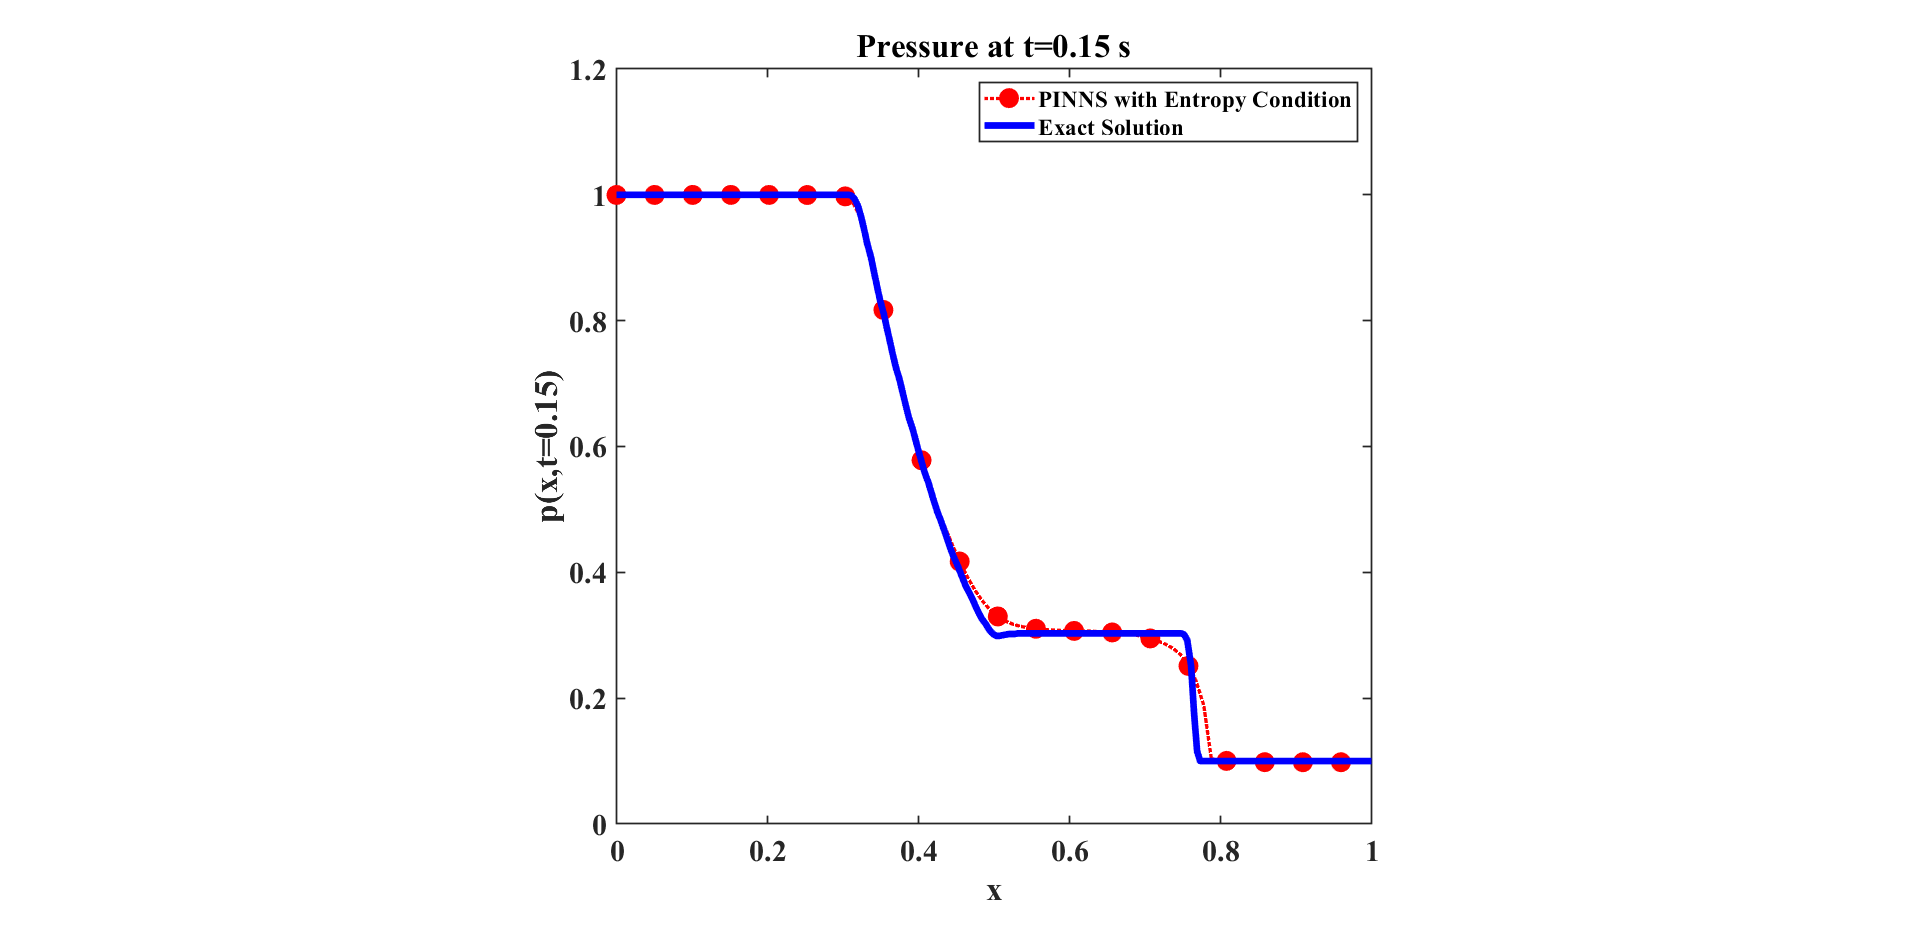 Pressure at t=0.15 s
PINNS with Entropy Condition
Exact Solution
1.2
1
0.8
0.6
0.4
0.2
0
p(x,t=0.15)
0 0.2 0.4 0.6 0.8 1
x